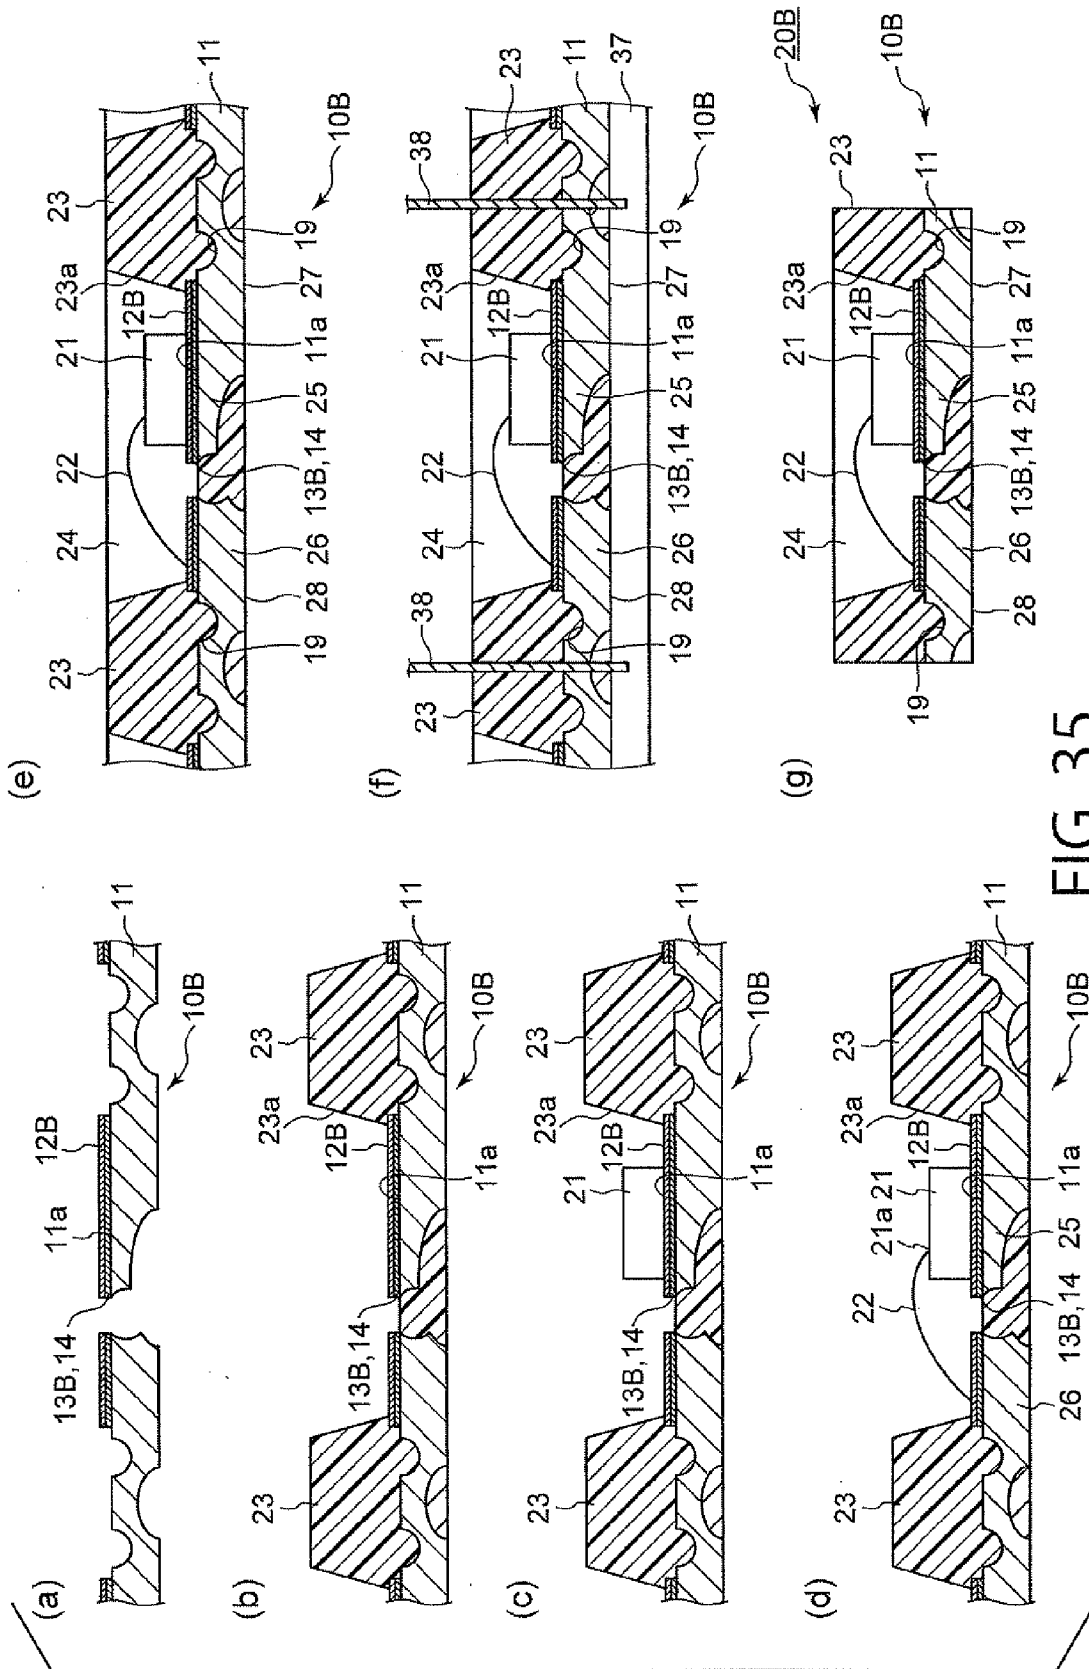 (a)
11a
12B
11
13B,14
10B
(b)
23
13B,14
12B
23a
23
11
11a
10B
(c)
23
13B,14
21
12B
23a
23
11
11a
10B
(d)
23
22
21a 21
12B
23a
23
11
26
13B,14
25
11a
10B
(e)
23
24
22
21
12B
23a
23
11
19
28
26
13B,14
25
11a
27
19
10B
(f)
38
23
24
22
21
12B
23a
38
23
11
37
19
28
26
13B,14
25
11a
27
19
10B
(g)
20B
24
22
21
12B
23a
23
10B
11
19
28
26
13B,14
25
11a
27
19
FIG. 35